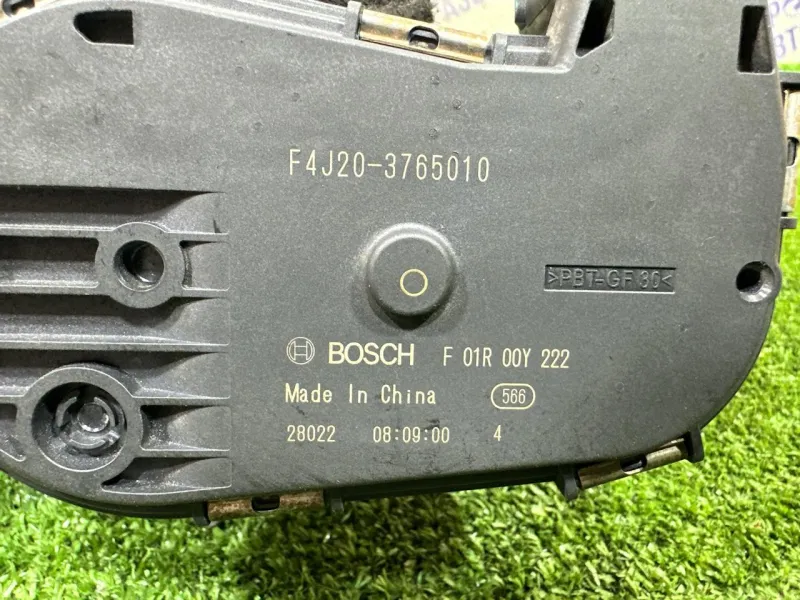 F4J20-3765010
>PBT-GF30<
BOSCH F 01R 00Y 222
Made In China 566
28022 08:09:00 4